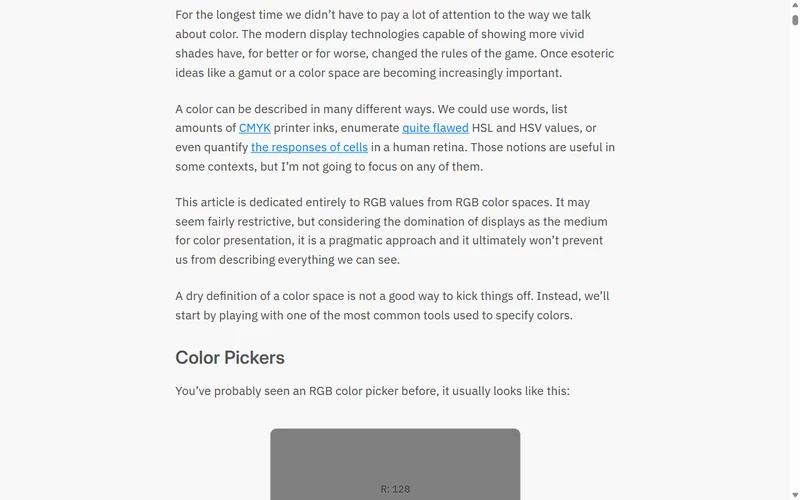 For the longest time we didn’t have to pay a lot of attention to the way we talk
about color. The modern display technologies capable of showing more vivid
shades have, for better or for worse, changed the rules of the game. Once esoteric
ideas like a gamut or a color space are becoming increasingly important.
A color can be described in many different ways. We could use words, list
amounts of CMYK printer inks, enumerate quite flawed HSL and HSV values, or
even quantify the responses of cells in a human retina. Those notions are useful in
some contexts, but I’m not going to focus on any of them.
This article is dedicated entirely to RGB values from RGB color spaces. It may
seem fairly restrictive, but considering the domination of displays as the medium
for color presentation, it is a pragmatic approach and it ultimately won’t prevent
us from describing everything we can see.
A dry definition of a color space is not a good way to kick things off. Instead, we’ll
start by playing with one of the most common tools used to specify colors.
Color Pickers
You’ve probably seen an RGB color picker before, it usually looks like this:
R: 128